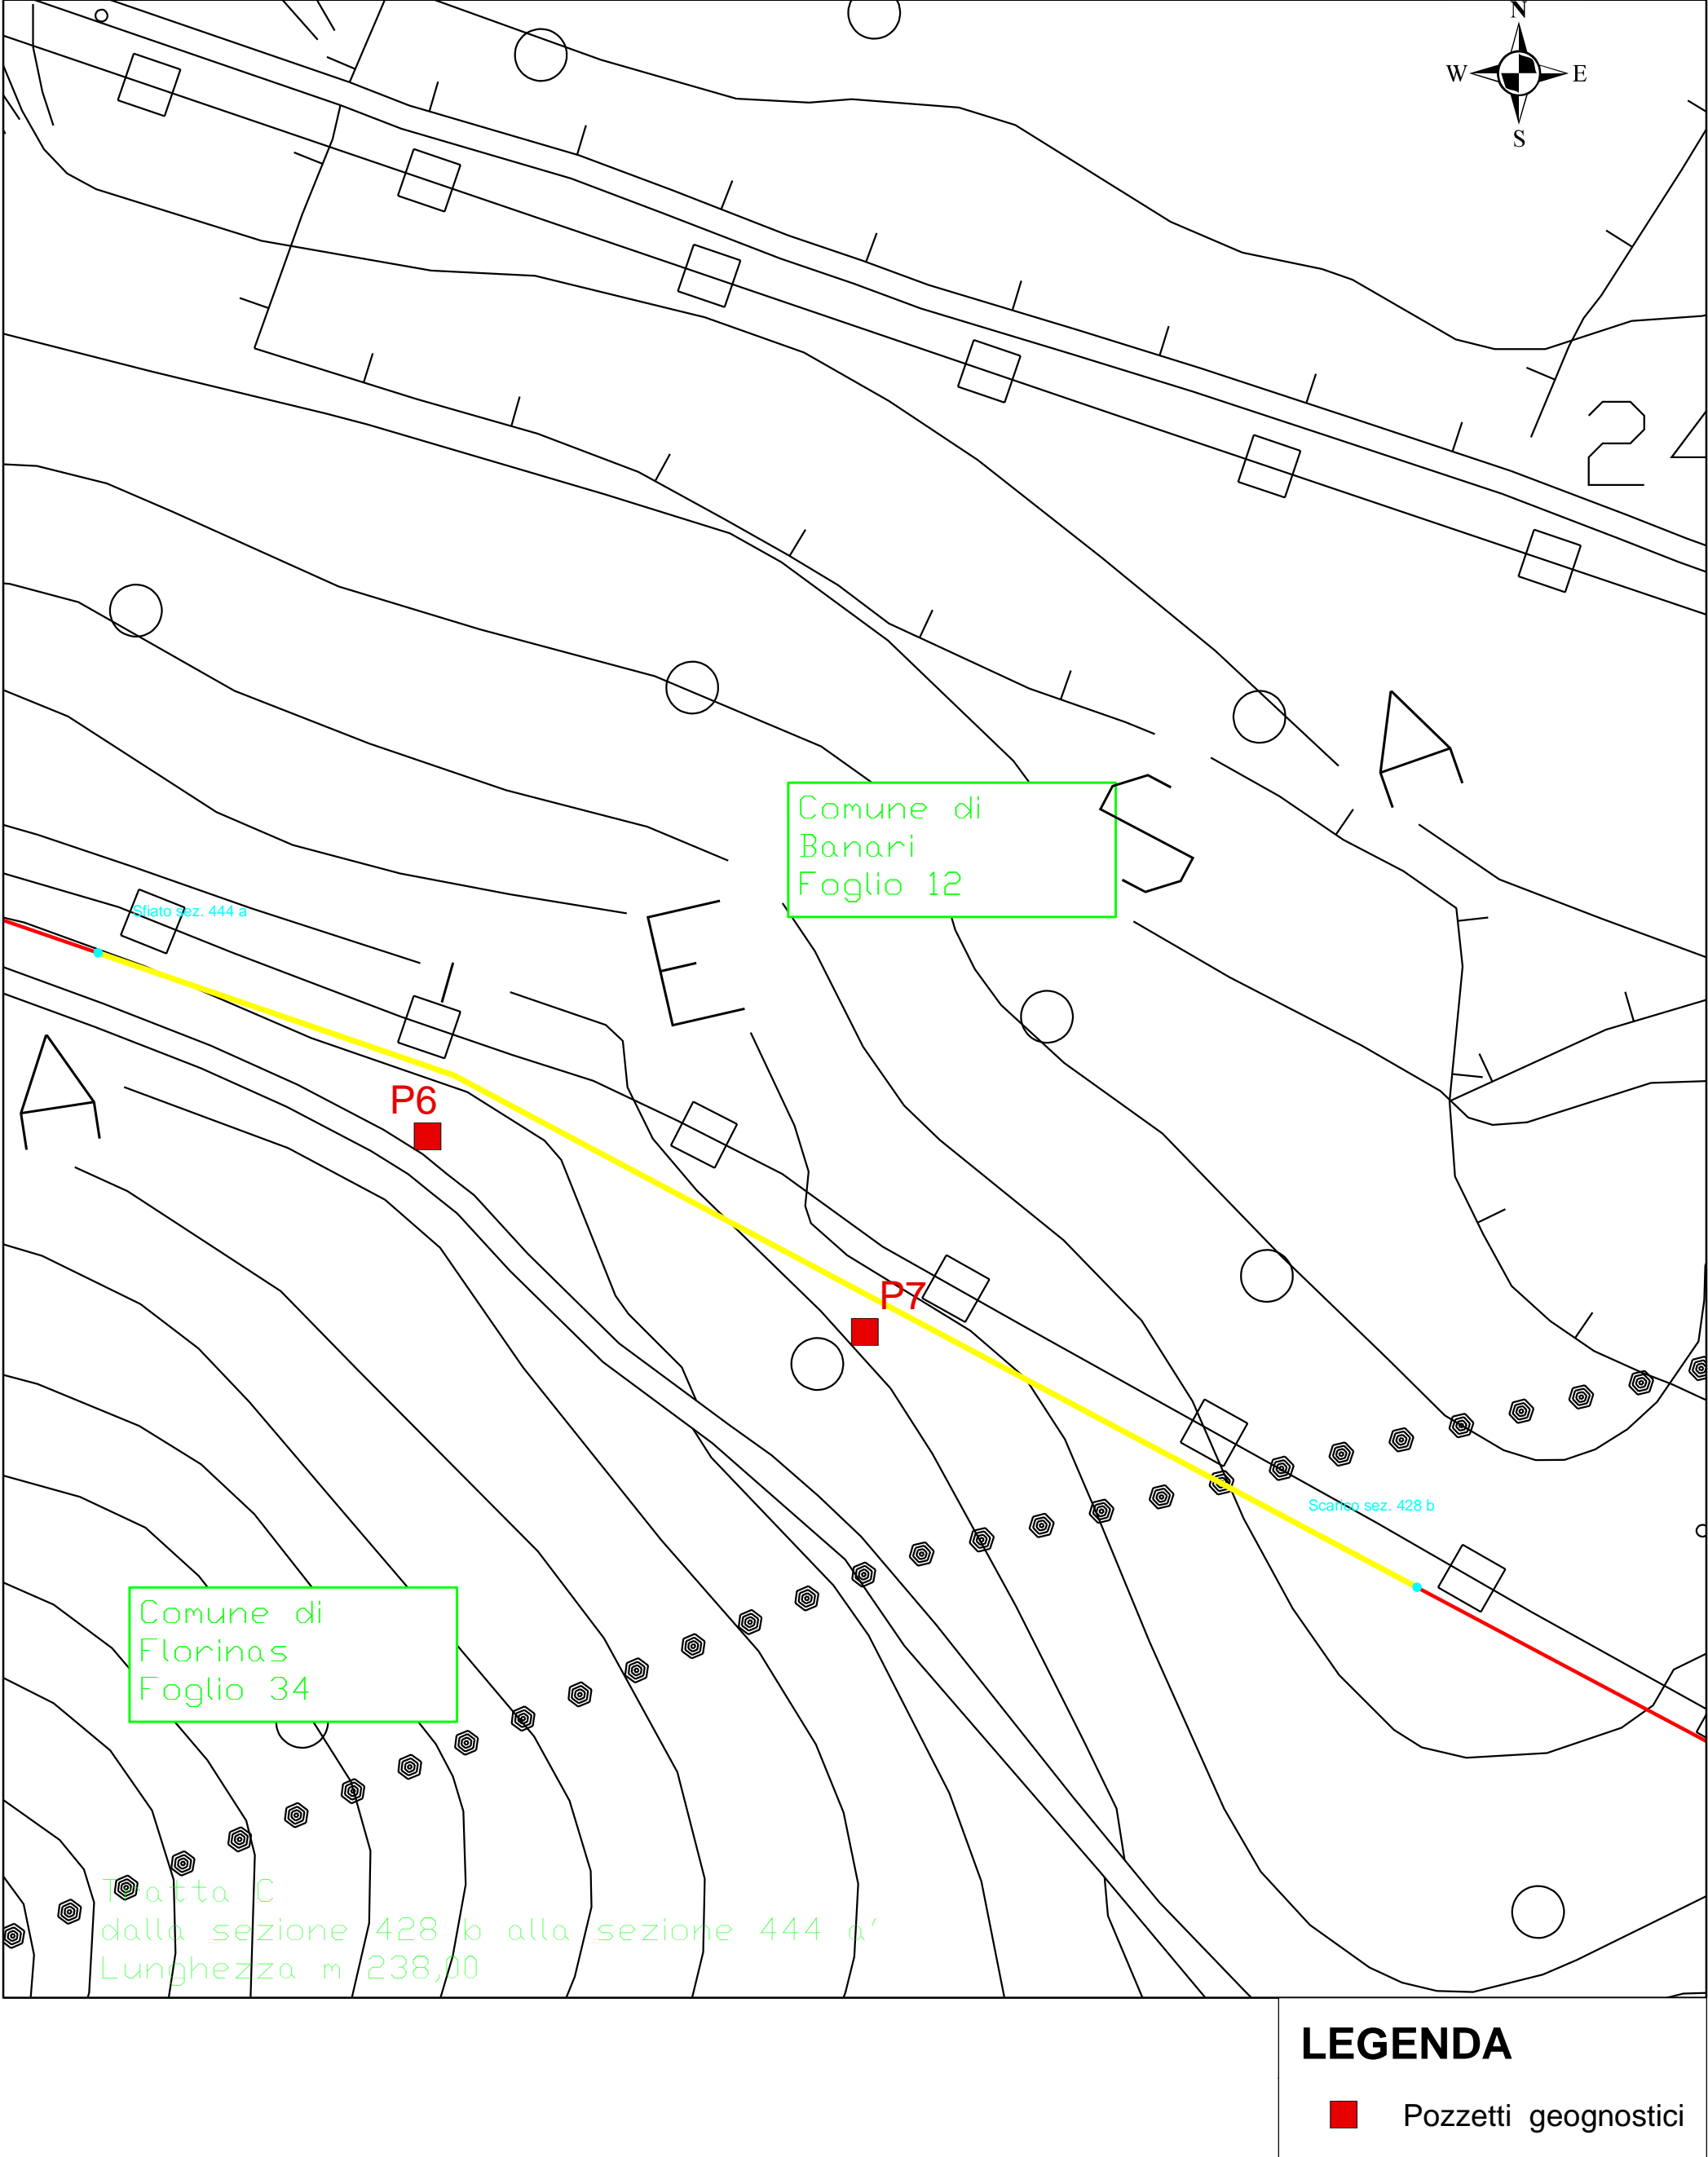 N
W E
S
2
A
Comune di
Banari
Foglio 12
S
E
Sfiato sez. 444 a
I
A
P6
P7
Scarico sez. 428 b
Comune di
Florinas
Foglio 34
Tratta C
dalla sezione 428 b alla sezione 444 a'
Lunghezza m 238,00
LEGENDA
Pozzetti geognostici